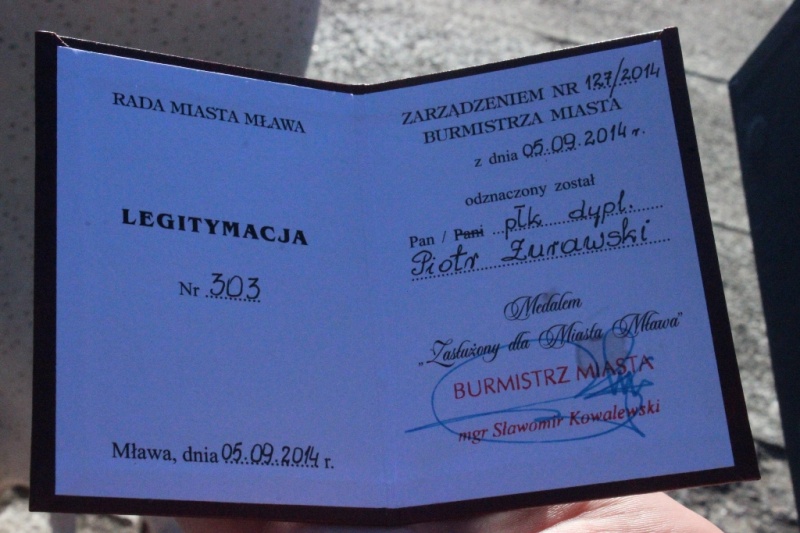 RADA MIASTA MŁAWA
LEGITYMACJA
Nr 303
Mława, dnia 05.09.2014 r.
ZARZĄDZENIEM NR 127/2014
BURMISTRZA MIASTA
z dnia 05.09.2014 r.
odznaczony został
Pan / Pani płk dypl.
Piotr Żurawski
Medalem
„Zasłużony dla Miasta Mława"
BURMISTRZ MIASTA
mgr Sławomir Kowalewski